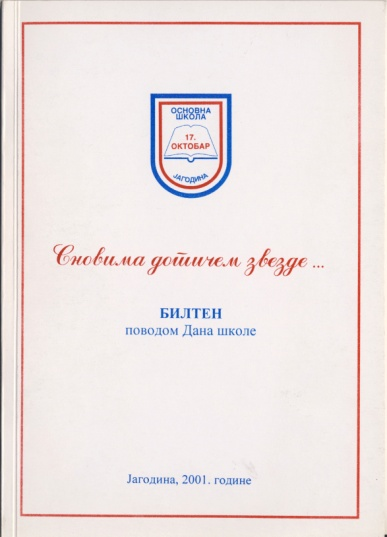 ОСНОВНА
ШКОЛА
17.
ОКТОБАР
ЈАГОДИНА
Сновима дотичем звезде ...
БИЛТЕН
поводом Дана школе
Јагодина, 2001. године